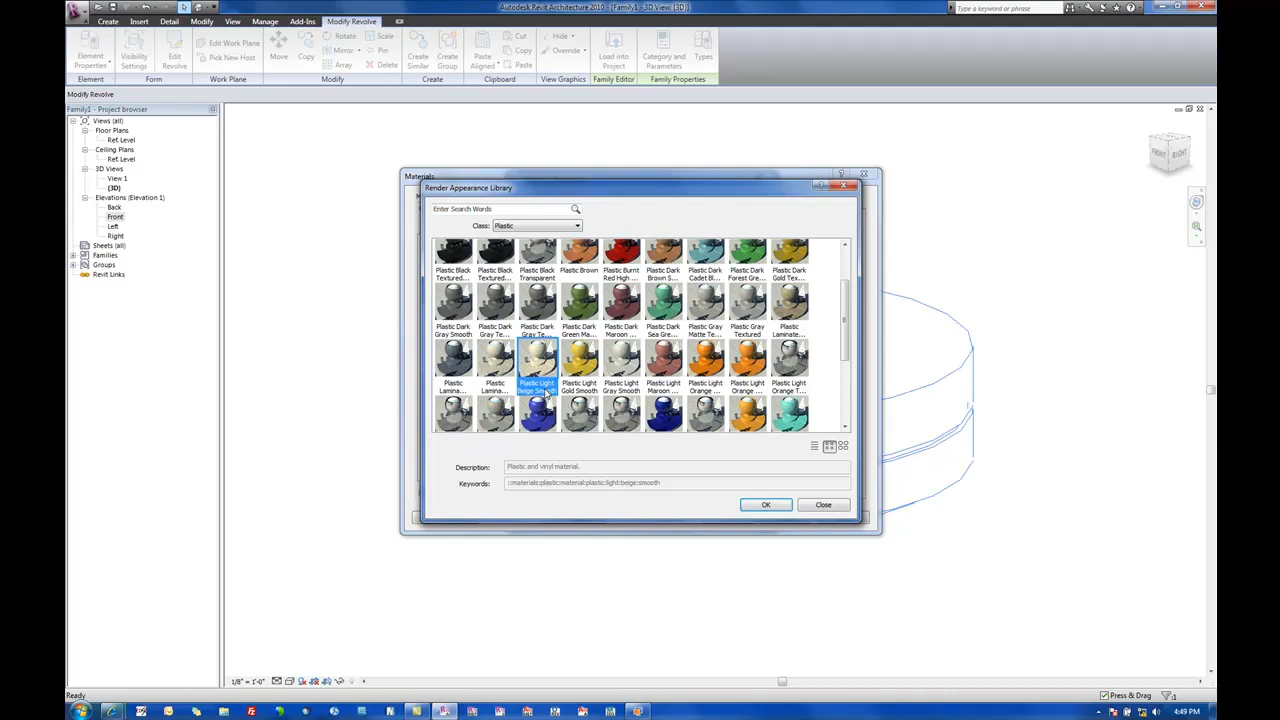 Autodesk Revit Architecture 2010 - [Family1 - 3D View: {3D}]
Type a keyword or phrase
Create Insert Detail Modify View Manage Add-Ins Modify Revolve
Element Properties
Visibility Settings
Edit Revolve
Edit Work Plane
Pick New Host
Move
Copy
Rotate
Mirror
Array
Scale
Pin
Delete
Create Similar
Create Group
Paste Aligned
Cut
Copy
Paste
Hide
Override
Load into Project
Category and Parameters
Types
Element Form Work Plane Modify Create Clipboard View Graphics Family Editor Family Properties
Modify Revolve
Family1 - Project browser
Views (all)
Floor Plans
Ref. Level
Ceiling Plans
Ref. Level
3D Views
View 1
{3D}
Elevations (Elevation 1)
Back
Front
Left
Right
Sheets (all)
Families
Groups
Revit Links
FRONT RIGHT
Materials
Render Appearance Library
Enter Search Words
Class: Plastic
Plastic Black Plastic Black Plastic Black Plastic Brown Plastic Burnt Plastic Dark Plastic Dark Plastic Dark Plastic Dark
Textured... Textured... Transparent Red High ... Brown S... Cadet Bl... Forest Gre... Gold Tex...
Plastic Dark Plastic Dark Plastic Dark Plastic Dark Plastic Dark Plastic Dark Plastic Gray Plastic Gray Plastic
Gray Smooth Gray Te... Gray Te... Green Ma... Maroon ... Sea Gre... Matte Te... Textured Laminate...
Plastic Plastic Plastic Light Plastic Light Plastic Light Plastic Light Plastic Light Plastic Light Plastic Light
Lamina... Lamina... Beige Smooth Gold Smooth Gray Smooth Maroon ... Orange ... Orange ... Orange T...
Description: Plastic and vinyl material.
Keywords: ::materials:plastic:material:plastic:light:beige:smooth
OK Close
1/8" = 1'-0"
Ready
Press & Drag
:1
4:49 PM